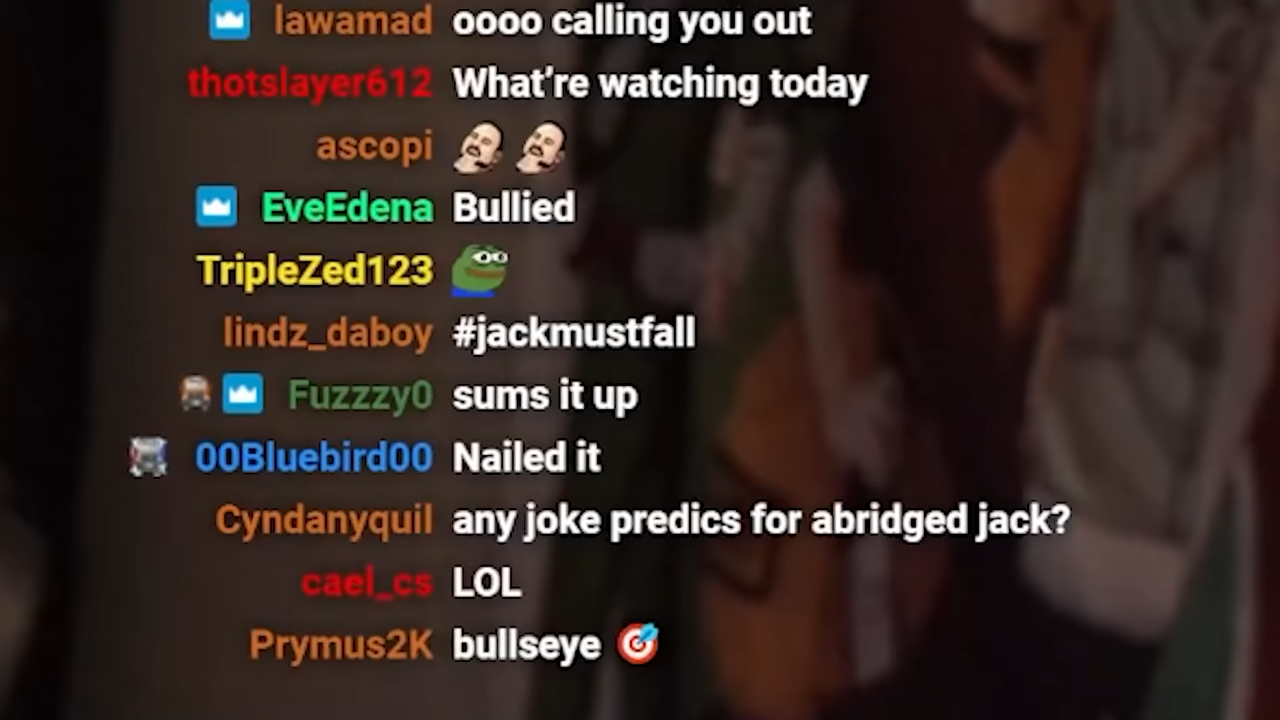 lawamad oooo calling you out
thotslayer612 What're watching today
ascopi
EveEdena Bullied
TripleZed123
lindz_daboy #jackmustfall
Fuzzzy0 sums it up
00Bluebird00 Nailed it
Cyndanyquil any joke predics for abridged jack?
cael_cs LOL
Prymus2K bullseye 🎯